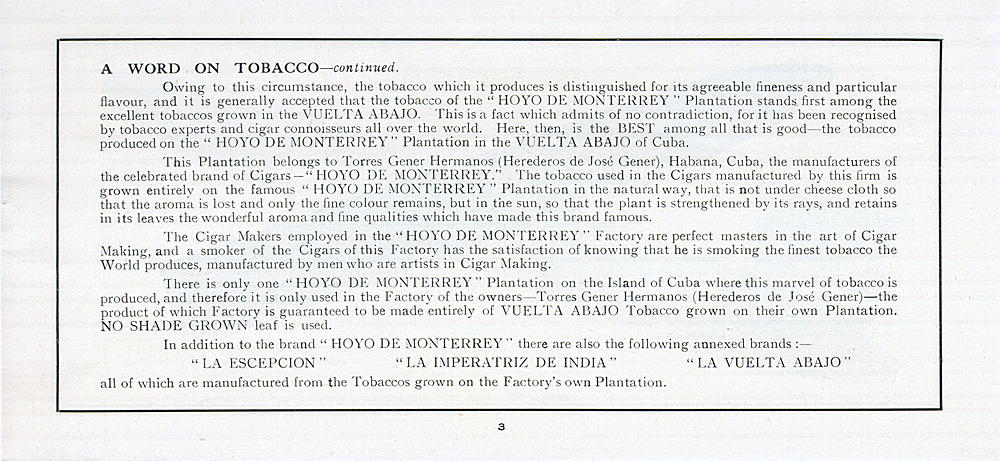 A WORD ON TOBACCO—continued.
Owing to this circumstance, the tobacco which it produces is distinguished for its agreeable fineness and particular
flavour, and it is generally accepted that the tobacco of the "HOYO DE MONTERREY" Plantation stands first among the
excellent tobaccos grown in the VUELTA ABAJO. This is a fact which admits of no contradiction, for it has been recognised
by tobacco experts and cigar connoisseurs all over the world. Here, then, is the BEST among all that is good—the tobacco
produced on the "HOYO DE MONTERREY" Plantation in the VUELTA ABAJO of Cuba.
This Plantation belongs to Torres Gener Hermanos (Herederos de José Gener), Habana, Cuba, the manufacturers of
the celebrated brand of Cigars—"HOYO DE MONTERREY." The tobacco used in the Cigars manufactured by this firm is
grown entirely on the famous "HOYO DE MONTERREY" Plantation in the natural way, that is not under cheese cloth so
that the aroma is lost and only the fine colour remains, but in the sun, so that the plant is strengthened by its rays, and retains
in its leaves the wonderful aroma and fine qualities which have made this brand famous.
The Cigar Makers employed in the "HOYO DE MONTERREY" Factory are perfect masters in the art of Cigar
Making, and a smoker of the Cigars of this Factory has the satisfaction of knowing that he is smoking the finest tobacco the
World produces, manufactured by men who are artists in Cigar Making.
There is only one "HOYO DE MONTERREY" Plantation on the Island of Cuba where this marvel of tobacco is
produced, and therefore it is only used in the Factory of the owners—Torres Gener Hermanos (Herederos de José Gener)—the
product of which Factory is guaranteed to be made entirely of VUELTA ABAJO Tobacco grown on their own Plantation.
NO SHADE GROWN leaf is used.
In addition to the brand "HOYO DE MONTERREY" there are also the following annexed brands :—
"LA ESCEPCION" "LA IMPERATRIZ DE INDIA" "LA VUELTA ABAJO"
all of which are manufactured from the Tobaccos grown on the Factory's own Plantation.
3